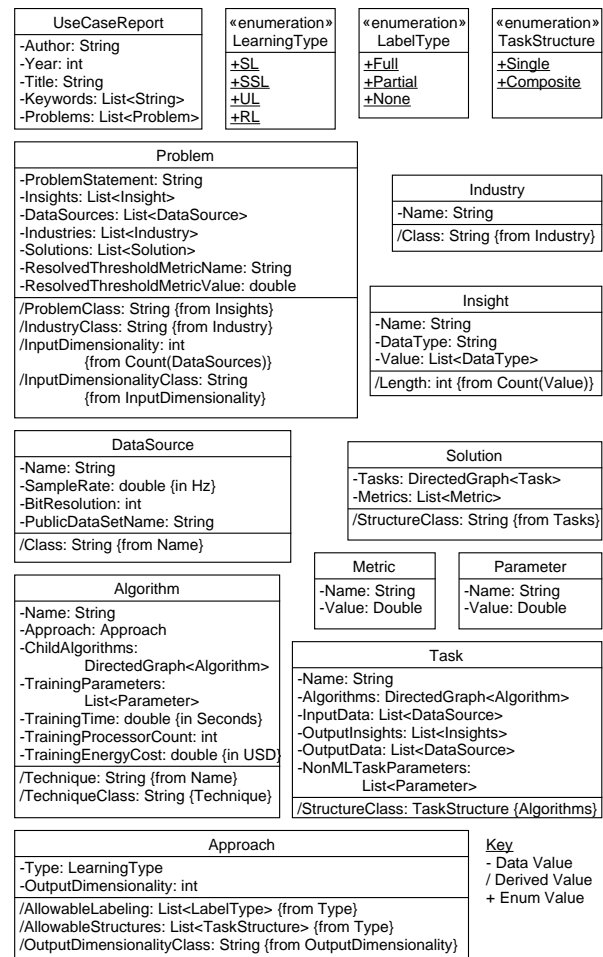 UseCaseReport
-Author: String
-Year: int
-Title: String
-Keywords: List<String>
-Problems: List<Problem>
«enumeration»
LearningType
+SL
+SSL
+UL
+RL
«enumeration»
LabelType
+Full
+Partial
+None
«enumeration»
TaskStructure
+Single
+Composite
Problem
-ProblemStatement: String
-Insights: List<Insight>
-DataSources: List<DataSource>
-Industries: List<Industry>
-Solutions: List<Solution>
-ResolvedThresholdMetricName: String
-ResolvedThresholdMetricValue: double
/ProblemClass: String {from Insights}
/IndustryClass: String {from Industry}
/InputDimensionality: int
{from Count(DataSources)}
/InputDimensionalityClass: String
{from InputDimensionality}
Industry
-Name: String
/Class: String {from Industry}
Insight
-Name: String
-DataType: String
-Value: List<DataType>
/Length: int {from Count(Value)}
DataSource
-Name: String
-SampleRate: double {in Hz}
-BitResolution: int
-PublicDataSetName: String
/Class: String {from Name}
Solution
-Tasks: DirectedGraph<Task>
-Metrics: List<Metric>
/StructureClass: String {from Tasks}
Metric
-Name: String
-Value: Double
Parameter
-Name: String
-Value: Double
Algorithm
-Name: String
-Approach: Approach
-ChildAlgorithms:
DirectedGraph<Algorithm>
-TrainingParameters:
List<Parameter>
-TrainingTime: double {in Seconds}
-TrainingProcessorCount: int
-TrainingEnergyCost: double {in USD}
/Technique: String {from Name}
/TechniqueClass: String {Technique}
Task
-Name: String
-Algorithms: DirectedGraph<Algorithm>
-InputData: List<DataSource>
-OutputInsights: List<Insights>
-OutputData: List<DataSource>
-NonMLTaskParameters:
List<Parameter>
/StructureClass: TaskStructure {Algorithms}
Approach
-Type: LearningType
-OutputDimensionality: int
/AllowableLabeling: List<LabelType> {from Type}
/AllowableStructures: List<TaskStructure> {from Type}
/OutputDimensionalityClass: String {from OutputDimensionality}
Key
- Data Value
/ Derived Value
+ Enum Value